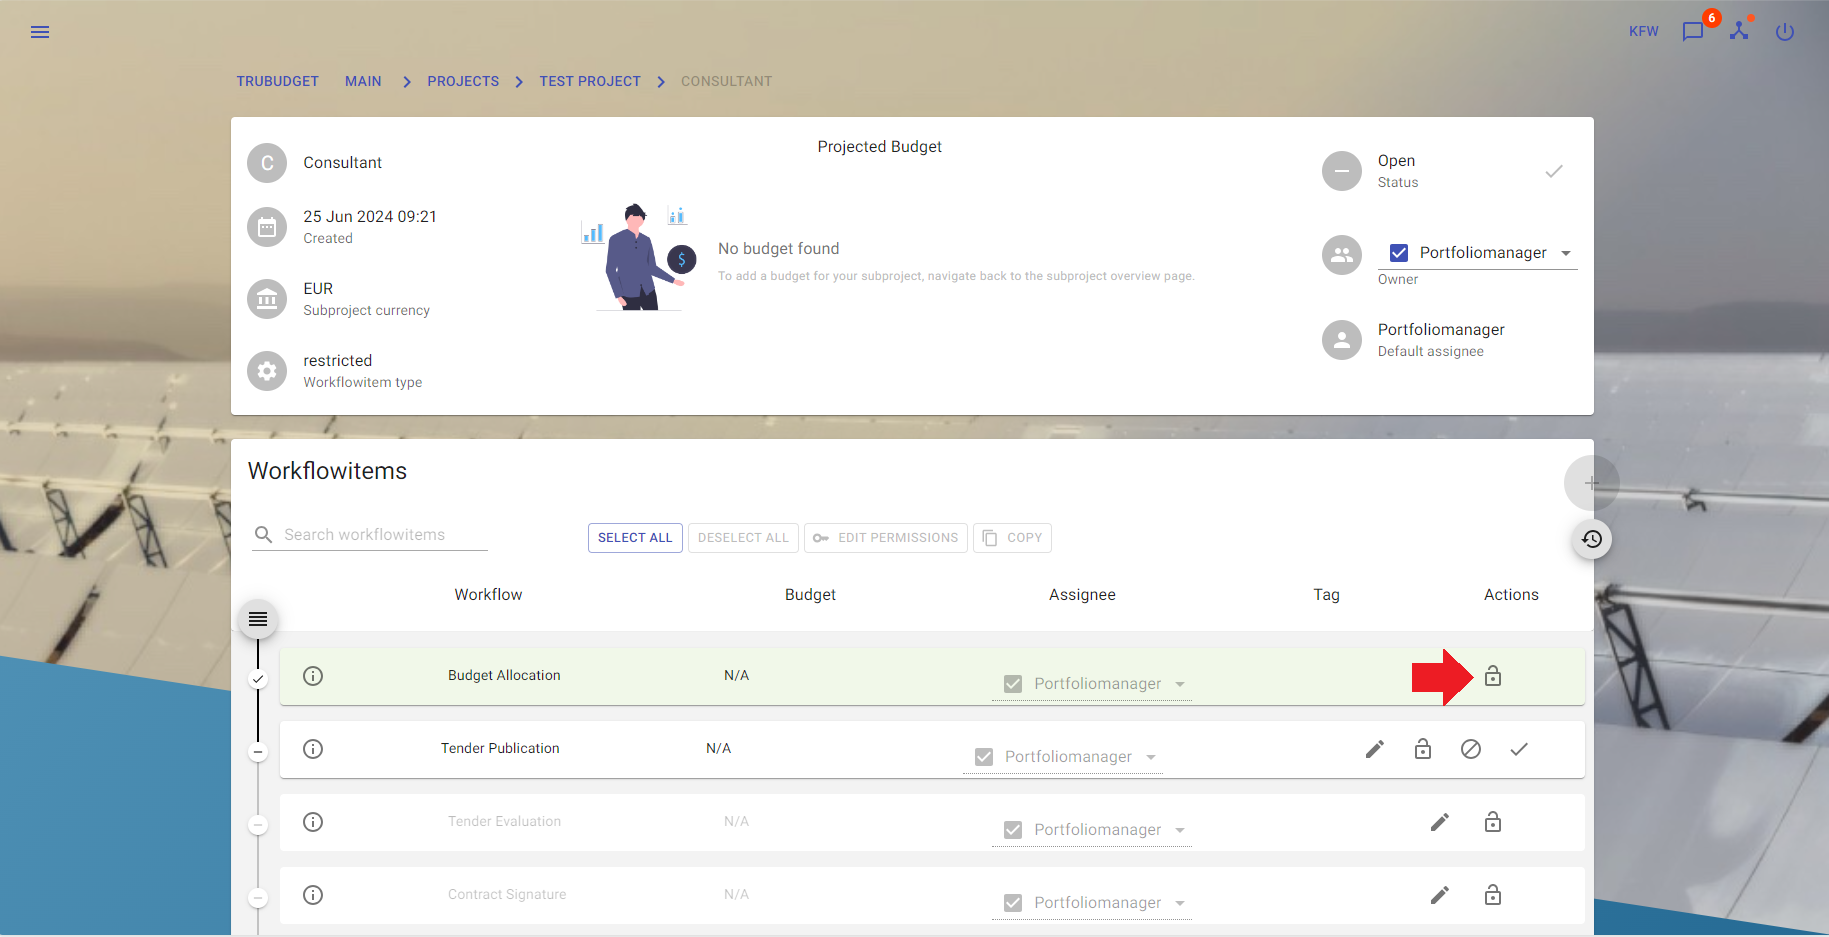 KFW 6
TRUBUDGET MAIN PROJECTS TEST PROJECT CONSULTANT
C Consultant
25 Jun 2024 09:21
Created
EUR
Subproject currency
restricted
Workflowitem type
Projected Budget
$
No budget found
To add a budget for your subproject, navigate back to the subproject overview page.
Open
Status
Portfoliomanager
Owner
Portfoliomanager
Default assignee
Workflowitems
Search workflowitems SELECT ALL DESELECT ALL EDIT PERMISSIONS COPY
Workflow Budget Assignee Tag Actions
Budget Allocation N/A Portfoliomanager
Tender Publication N/A Portfoliomanager
Tender Evaluation N/A Portfoliomanager
Contract Signature N/A Portfoliomanager